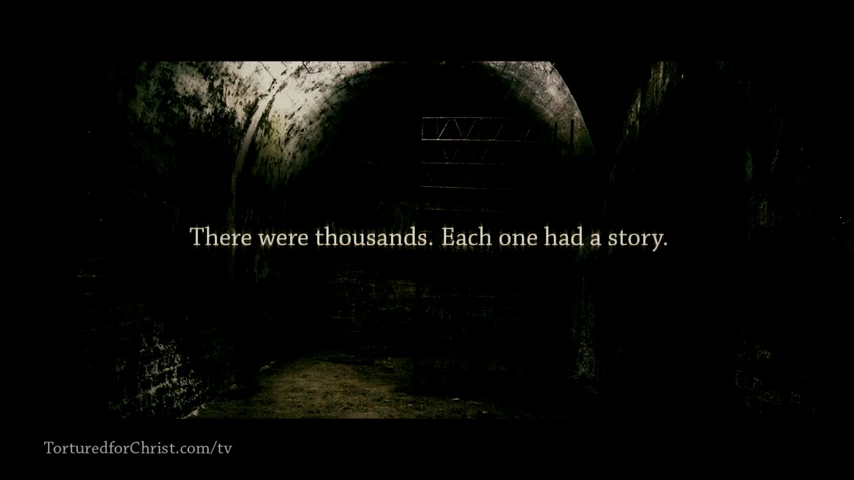 There were thousands. Each one had a story.
TorturedforChrist.com/tv